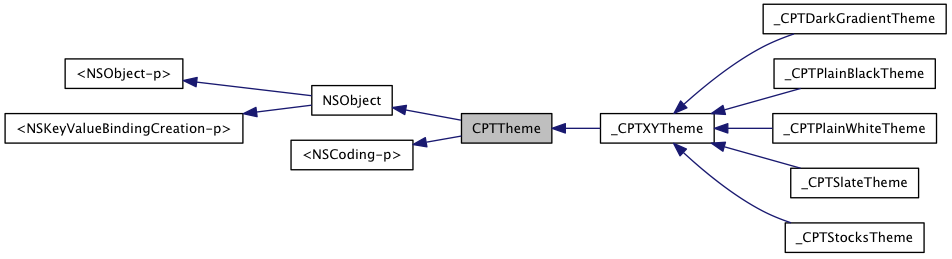 _CPTDarkGradientTheme
<NSObject-p>
_CPTPlainBlackTheme
NSObject
<NSKeyValueBindingCreation-p>
CPTTheme
_CPTXYTheme
_CPTPlainWhiteTheme
<NSCoding-p>
_CPTSlateTheme
_CPTStocksTheme